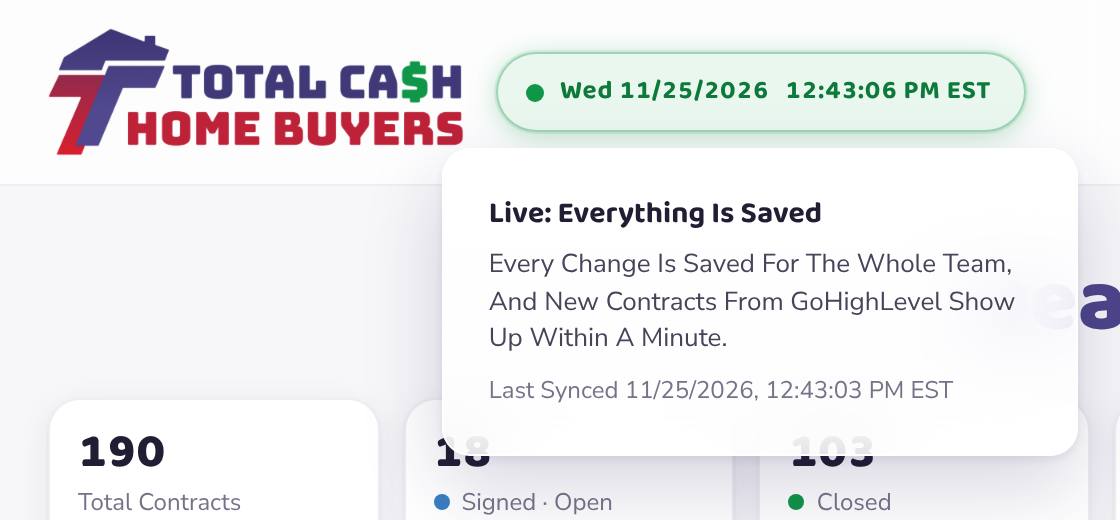 TOTAL CA$H
HOME BUYERS
Wed 11/25/2026 12:43:06 PM EST
Live: Everything Is Saved
Every Change Is Saved For The Whole Team,
And New Contracts From GoHighLevel Show
Up Within A Minute.
Last Synced 11/25/2026, 12:43:03 PM EST
190
Total Contracts
18
Signed · Open
103
Closed